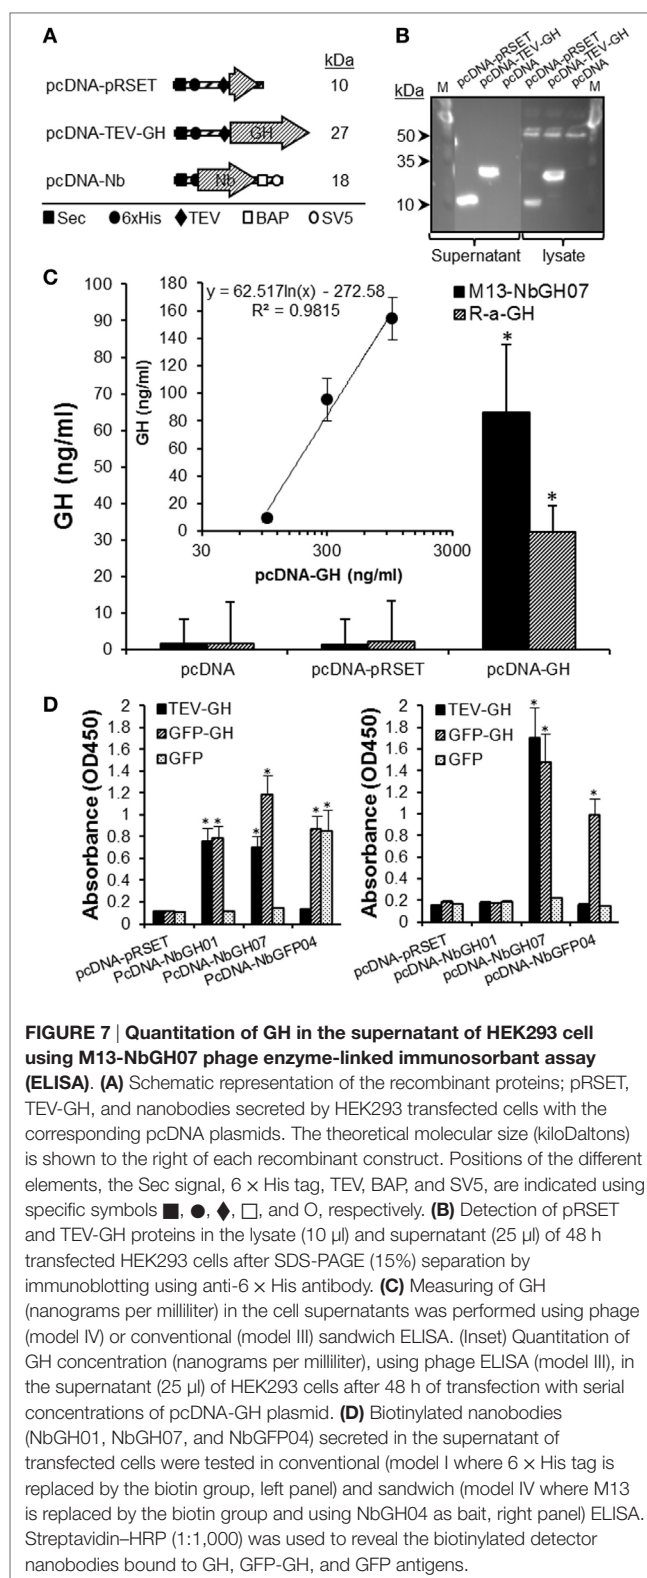 A
kDa
pcDNA-pRSET
10
pcDNA-TEV-GH
GH
27
pcDNA-Nb
Nb
18
■ Sec ●6xHis ♦TEV □ BAP O SV5
B
kDa
M
pcDNA-pRSET
pcDNA-TEV-GH
pcDNA
pcDNA-pRSET
pcDNA-TEV-GH
pcDNA
M
50
35
10
Supernatant
lysate
C
GH (ng/ml)
100
90
80
70
60
50
40
30
20
10
0
GH (ng/ml)
180
160
140
120
100
80
60
40
20
0
y = 62.517ln(x) - 272.58
R² = 0.9815
30
300
3000
pcDNA-GH (ng/ml)
■ M13-NbGH07
R-a-GH
*
*
pcDNA
pcDNA-pRSET
pcDNA-GH
D
Absorbance (OD450)
2
1.8
1.6
1.4
1.2
1
0.8
0.6
0.4
0.2
0
TEV-GH
GFP-GH
GFP
* *
* *
* *
pcDNA-pRSET
PcDNA-NbGH01
PcDNA-NbGH07
PcDNA-NbGFP04
Absorbance (OD450)
2
1.8
1.6
1.4
1.2
1
0.8
0.6
0.4
0.2
0
TEV-GH
GFP-GH
GFP
* *
*
pcDNA-pRSET
pcDNA-NbGH01
pcDNA-NbGH07
pcDNA-NbGFP04
FIGURE 7 | Quantitation of GH in the supernatant of HEK293 cell
using M13-NbGH07 phage enzyme-linked immunosorbant assay
(ELISA). (A) Schematic representation of the recombinant proteins; pRSET,
TEV-GH, and nanobodies secreted by HEK293 transfected cells with the
corresponding pcDNA plasmids. The theoretical molecular size (kiloDaltons)
is shown to the right of each recombinant construct. Positions of the different
elements, the Sec signal, 6 × His tag, TEV, BAP, and SV5, are indicated using
specific symbols ■, ●, ♦, □, and O, respectively. (B) Detection of pRSET
and TEV-GH proteins in the lysate (10 μl) and supernatant (25 μl) of 48 h
transfected HEK293 cells after SDS-PAGE (15%) separation by
immunoblotting using anti-6 × His antibody. (C) Measuring of GH
(nanograms per milliliter) in the cell supernatants was performed using phage
(model IV) or conventional (model III) sandwich ELISA. (Inset) Quantitation of
GH concentration (nanograms per milliliter), using phage ELISA (model III), in
the supernatant (25 μl) of HEK293 cells after 48 h of transfection with serial
concentrations of pcDNA-GH plasmid. (D) Biotinylated nanobodies
(NbGH01, NbGH07, and NbGFP04) secreted in the supernatant of
transfected cells were tested in conventional (model I where 6 × His tag is
replaced by the biotin group, left panel) and sandwich (model IV where M13
is replaced by the biotin group and using NbGH04 as bait, right panel) ELISA.
Streptavidin–HRP (1:1,000) was used to reveal the biotinylated detector
nanobodies bound to GH, GFP-GH, and GFP antigens.